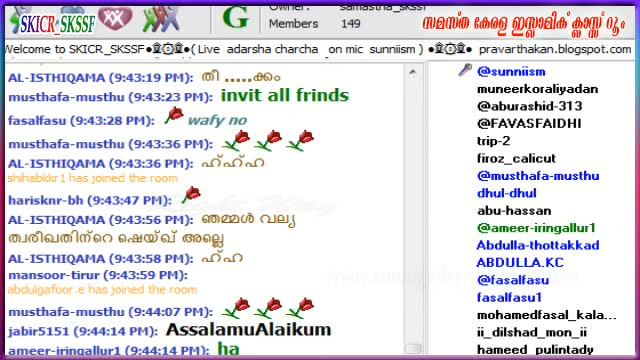 SKICR_SKSSF
G
Owner: samastha_skssf
Members 149
സമസ്ത കേരള ഇസ്ലാമിക് ക്ലാസ്സ് റൂം
Welcome to SKICR_SKSSF●۩۞۩●( Live adarsha charcha on mic sunniism ) ●۩۞۩● pravarthakan.blogspot.com
AL-ISTHIQAMA (9:43:19 PM): തീ .....ക്കം
musthafa-musthu (9:43:23 PM): invit all frinds
fasalfasu (9:43:28 PM): wafy no
musthafa-musthu (9:43:36 PM):
AL-ISTHIQAMA (9:43:36 PM): ഹ്ഹ്ഹ
shihabkkr1 has joined the room
harisknr-bh (9:43:47 PM):
AL-ISTHIQAMA (9:43:56 PM): ഞമ്മൾ വല്യ
ത്വരീഖതിന്റെ ഷെയ്ഖ് അല്ലെ
AL-ISTHIQAMA (9:43:58 PM): ഹ്ഹ
mansoor-tirur (9:43:59 PM):
abdulgafoor.e has joined the room
musthafa-musthu (9:44:07 PM):
jabir5151 (9:44:14 PM): AssalamuAlaikum
ameer-iringallur1 (9:44:14 PM): ha
@sunniism
muneerkoraliyadan
@aburashid-313
@FAVASFAIDHI
trip-2
firoz_calicut
@musthafa-musthu
dhul-dhul
abu-hassan
@ameer-iringallur1
Abdulla-thottakkad
ABDULLA.KC
@fasalfasu
fasalfasu1
mohamedfasal_kala...
ii_dilshad_mon_ii
hameed_pulintady